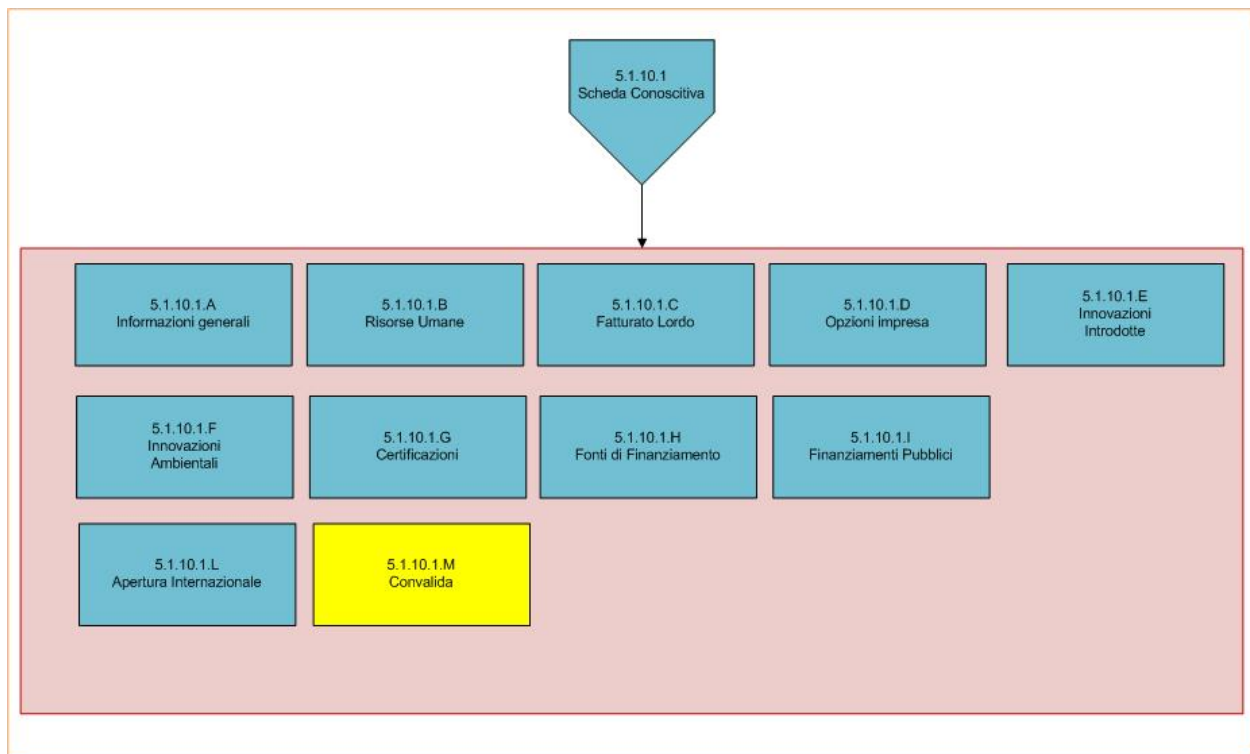 5.1.10.1
Scheda Conoscitiva
5.1.10.1.A
Informazioni generali
5.1.10.1.B
Risorse Umane
5.1.10.1.C
Fatturato Lordo
5.1.10.1.D
Opzioni impresa
5.1.10.1.E
Innovazioni
Introdotte
5.1.10.1.F
Innovazioni
Ambientali
5.1.10.1.G
Certificazioni
5.1.10.1.H
Fonti di Finanziamento
5.1.10.1.I
Finanziamenti Pubblici
5.1.10.1.L
Apertura Internazionale
5.1.10.1.M
Convalida